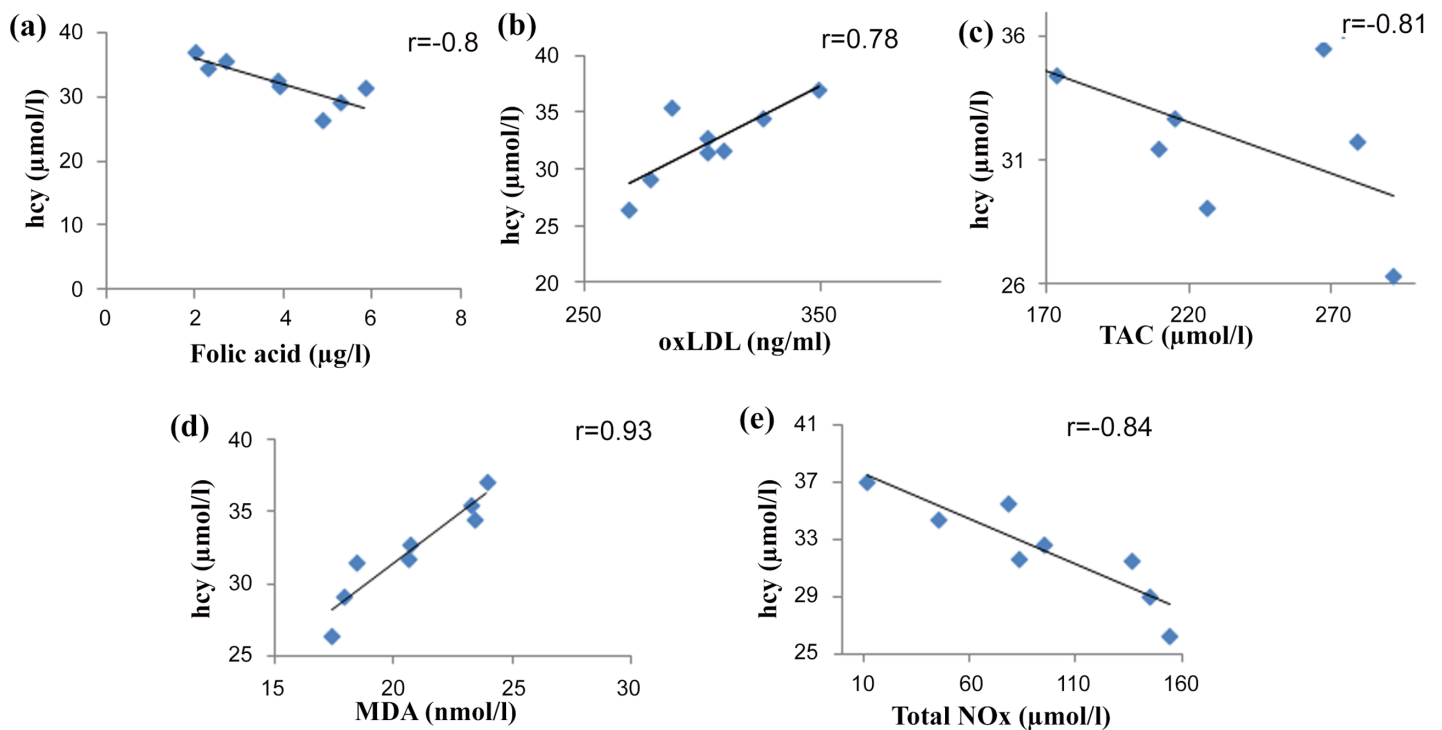 (a)
r=-0.8
hcy (µmol/l)
40
30
20
10
0
0 2 4 6 8
Folic acid (µg/l)
(b)
r=0.78
hcy (µmol/l)
40
35
30
25
20
250 350
oxLDL (ng/ml)
(c)
r=-0.81
hcy (µmol/l)
36
31
26
170 220 270
TAC (µmol/l)
(d)
r=0.93
hcy (µmol/l)
40
35
30
25
15 20 25 30
MDA (nmol/l)
(e)
r=-0.84
hcy (µmol/l)
41
37
33
29
25
10 60 110 160
Total NOx (µmol/l)